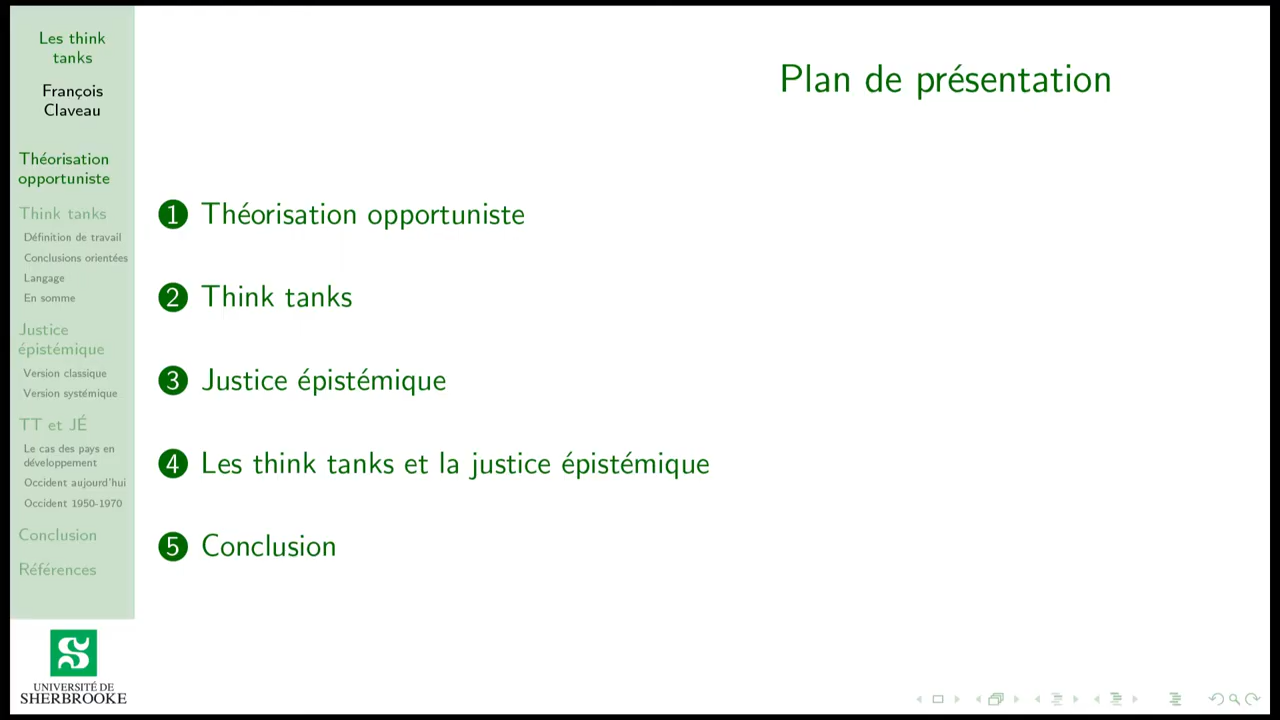 Les think
tanks
François
Claveau
Théorisation
opportuniste
Think tanks
Définition de travail
Conclusions orientées
Langage
En somme
Justice
épistémique
Version classique
Version systémique
TT et JÉ
Le cas des pays en
développement
Occident aujourd'hui
Occident 1950-1970
Conclusion
Références
UNIVERSITÉ DE
SHERBROOKE
Plan de présentation
1 Théorisation opportuniste
2 Think tanks
3 Justice épistémique
4 Les think tanks et la justice épistémique
5 Conclusion